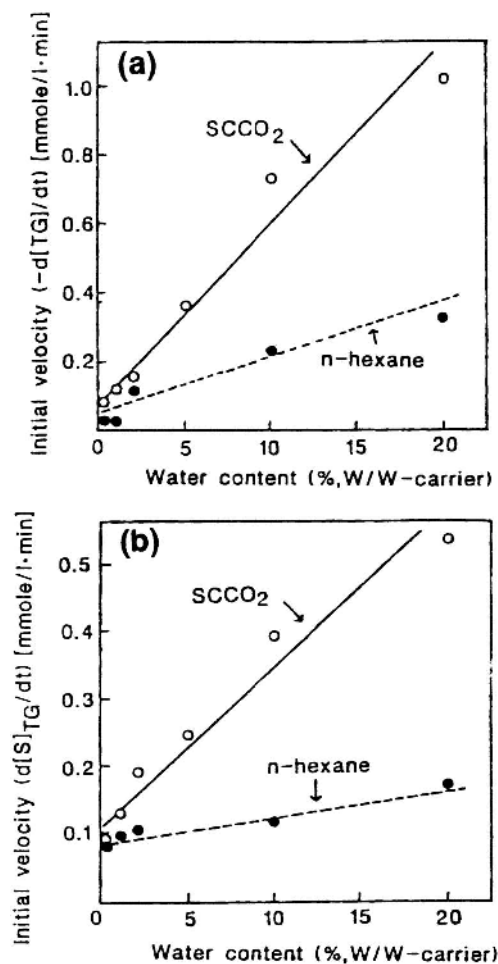 (a)
Initial velocity (-d[TG]/dt) [mmole/l·min]
1.0
0.8
0.6
0.4
0.2
SCCO₂
n-hexane
0 5 10 15 20
Water content (%,W/W-carrier)
(b)
Initial velocity (d[S]TG/dt) [mmole/l·min]
0.5
0.4
0.3
0.2
0.1
SCCO₂
n-hexane
0 5 10 15 20
Water content (%,W/W-carrier)